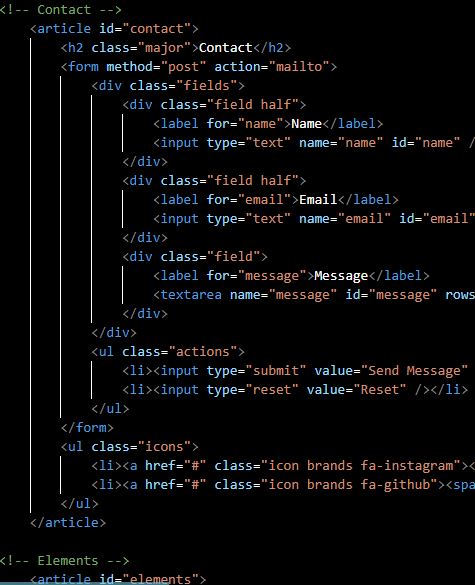 <!-- Contact -->
<article id="contact">
<h2 class="major">Contact</h2>
<form method="post" action="mailto">
<div class="fields">
<div class="field half">
<label for="name">Name</label>
<input type="text" name="name" id="name" /
</div>
<div class="field half">
<label for="email">Email</label>
<input type="text" name="email" id="email"
</div>
<div class="field">
<label for="message">Message</label>
<textarea name="message" id="message" rows
</div>
</div>
<ul class="actions">
<li><input type="submit" value="Send Message"
<li><input type="reset" value="Reset" /></li>
</ul>
</form>
<ul class="icons">
<li><a href="#" class="icon brands fa-instagram"><
<li><a href="#" class="icon brands fa-github"><spa
</ul>
</article>
<!-- Elements -->
<article id="elements">